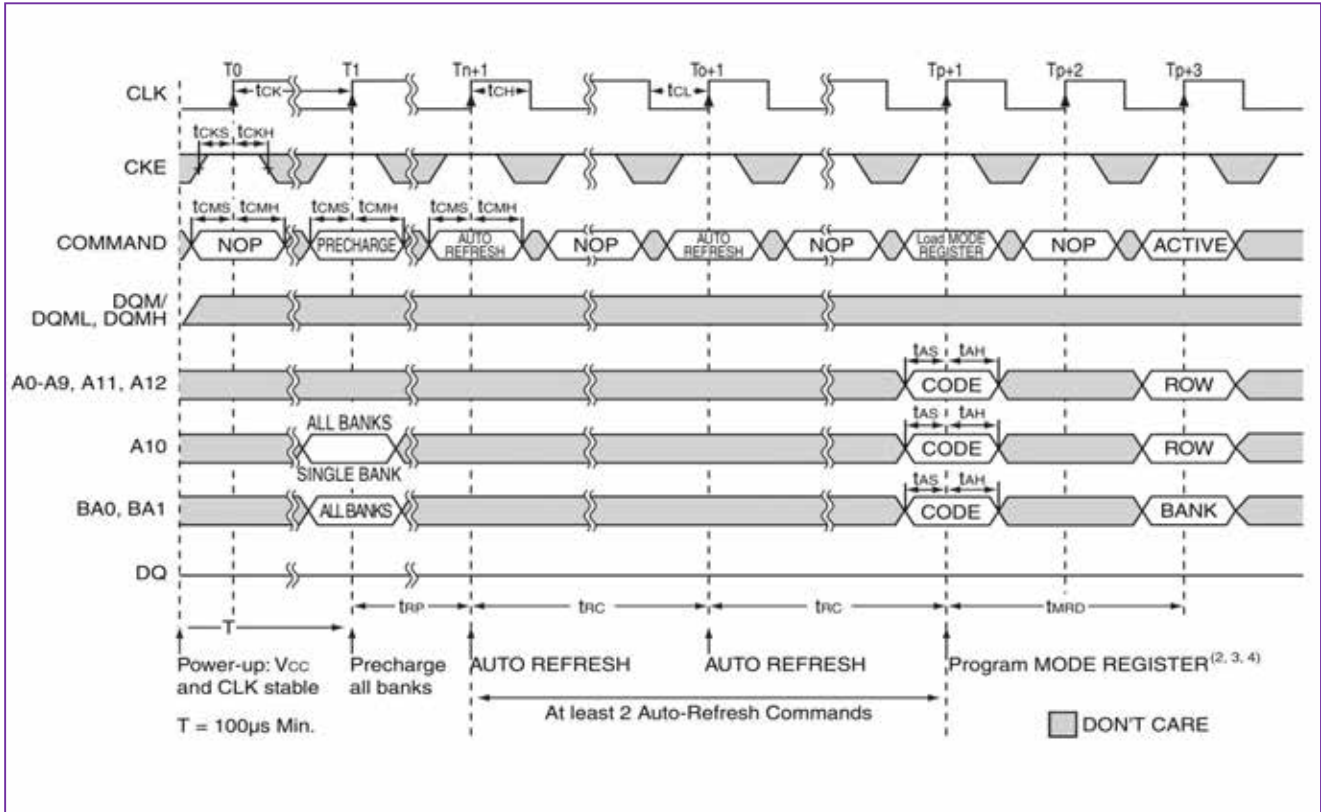 T0 T1 Tn+1 To+1 Tp+1 Tp+2 Tp+3
CLK tCK tCH tCL
tCKS tCKH
CKE
tCMS tCMH tCMS tCMH tCMS tCMH
COMMAND NOP PRECHARGE AUTO REFRESH NOP AUTO REFRESH NOP Load MODE REGISTER NOP ACTIVE
DQM/
DQML, DQMH
tAS tAH
A0-A9, A11, A12 CODE ROW
ALL BANKS tAS tAH
A10 CODE ROW
SINGLE BANK tAS tAH
BA0, BA1 ALL BANKS CODE BANK
DQ
tRP tRC tRC tMRD
T
Power-up: VCC Precharge AUTO REFRESH AUTO REFRESH Program MODE REGISTER(2, 3, 4)
and CLK stable all banks
At least 2 Auto-Refresh Commands
T = 100µs Min. DON'T CARE